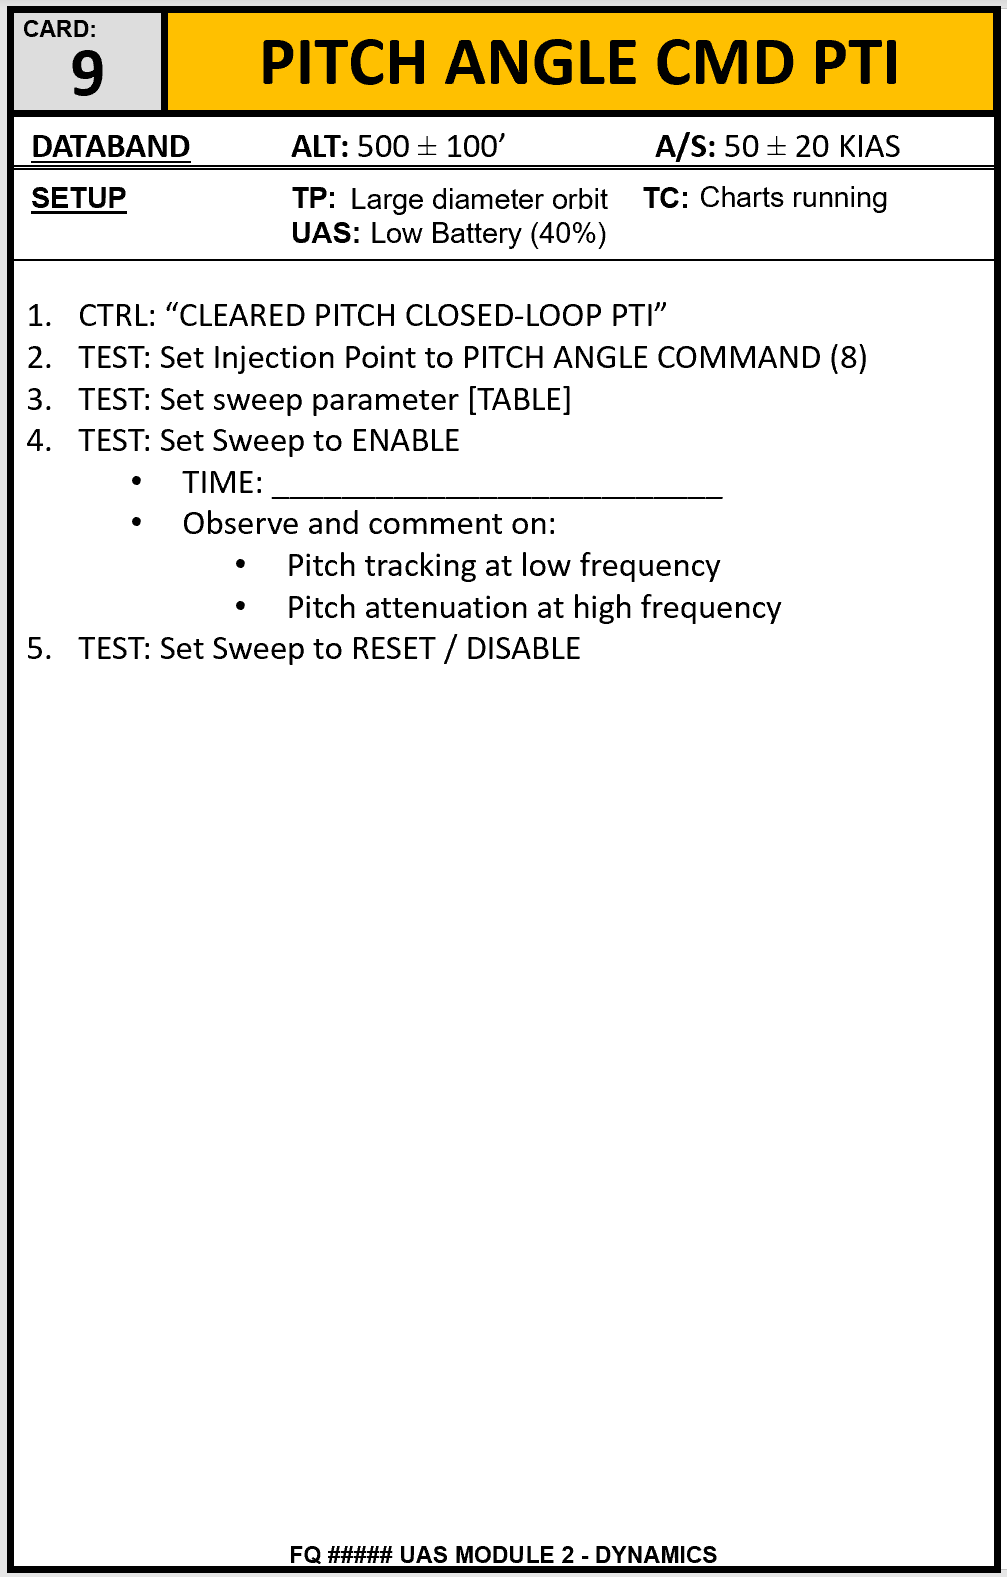 CARD:
9
PITCH ANGLE CMD PTI
DATABAND ALT: 500 ± 100’ A/S: 50 ± 20 KIAS
SETUP TP: Large diameter orbit TC: Charts running
UAS: Low Battery (40%)
1. CTRL: “CLEARED PITCH CLOSED-LOOP PTI”
2. TEST: Set Injection Point to PITCH ANGLE COMMAND (8)
3. TEST: Set sweep parameter [TABLE]
4. TEST: Set Sweep to ENABLE
• TIME: ___________________________
• Observe and comment on:
• Pitch tracking at low frequency
• Pitch attenuation at high frequency
5. TEST: Set Sweep to RESET / DISABLE
FQ ##### UAS MODULE 2 - DYNAMICS